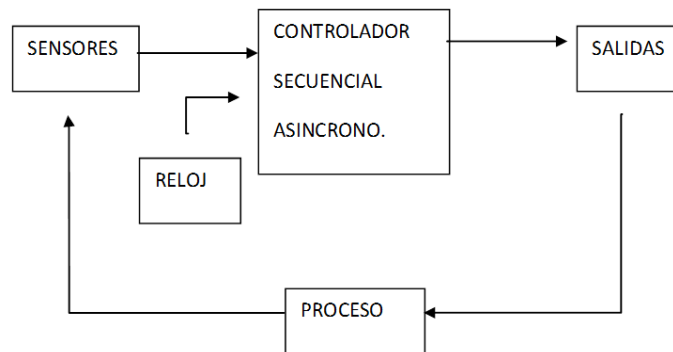 SENSORES
CONTROLADOR
SECUENCIAL
ASINCRONO.
SALIDAS
RELOJ
PROCESO